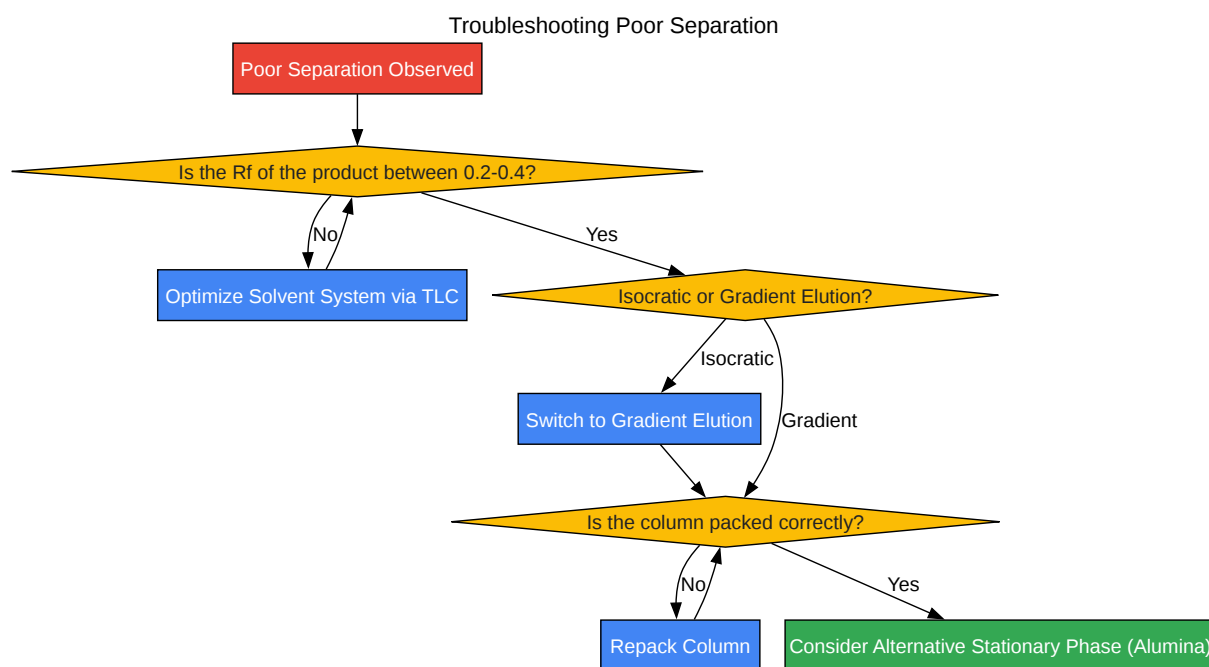 Troubleshooting Poor Separation
Poor Separation Observed
Is the Rf of the product between 0.2-0.4?
No
Yes
Optimize Solvent System via TLC
Isocratic or Gradient Elution?
Isocratic
Switch to Gradient Elution
Gradient
Is the column packed correctly?
No
Yes
Repack Column
Consider Alternative Stationary Phase (Alumina)